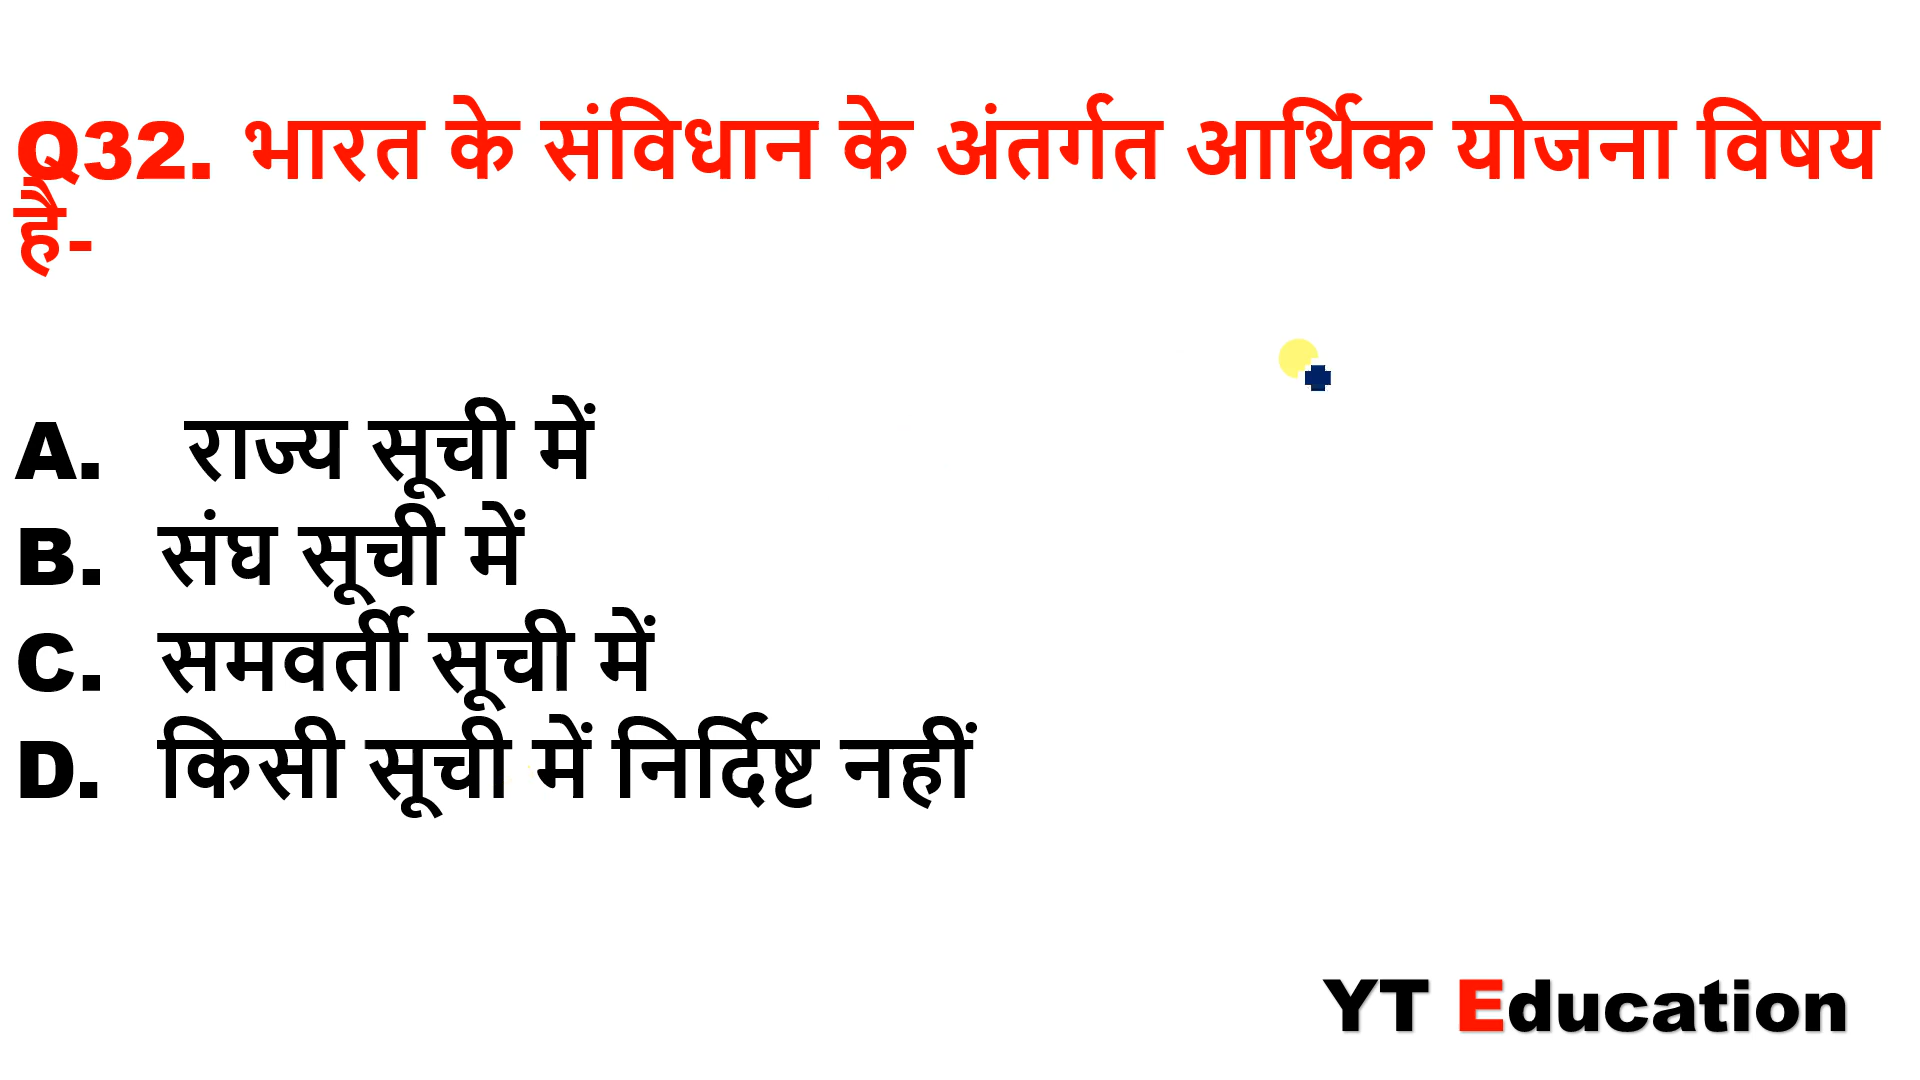 Q32. भारत के संविधान के अंतर्गत आर्थिक योजना विषय
है-
A. राज्य सूची में
B. संघ सूची में
C. समवर्ती सूची में
D. किसी सूची में निर्दिष्ट नहीं
YT Education